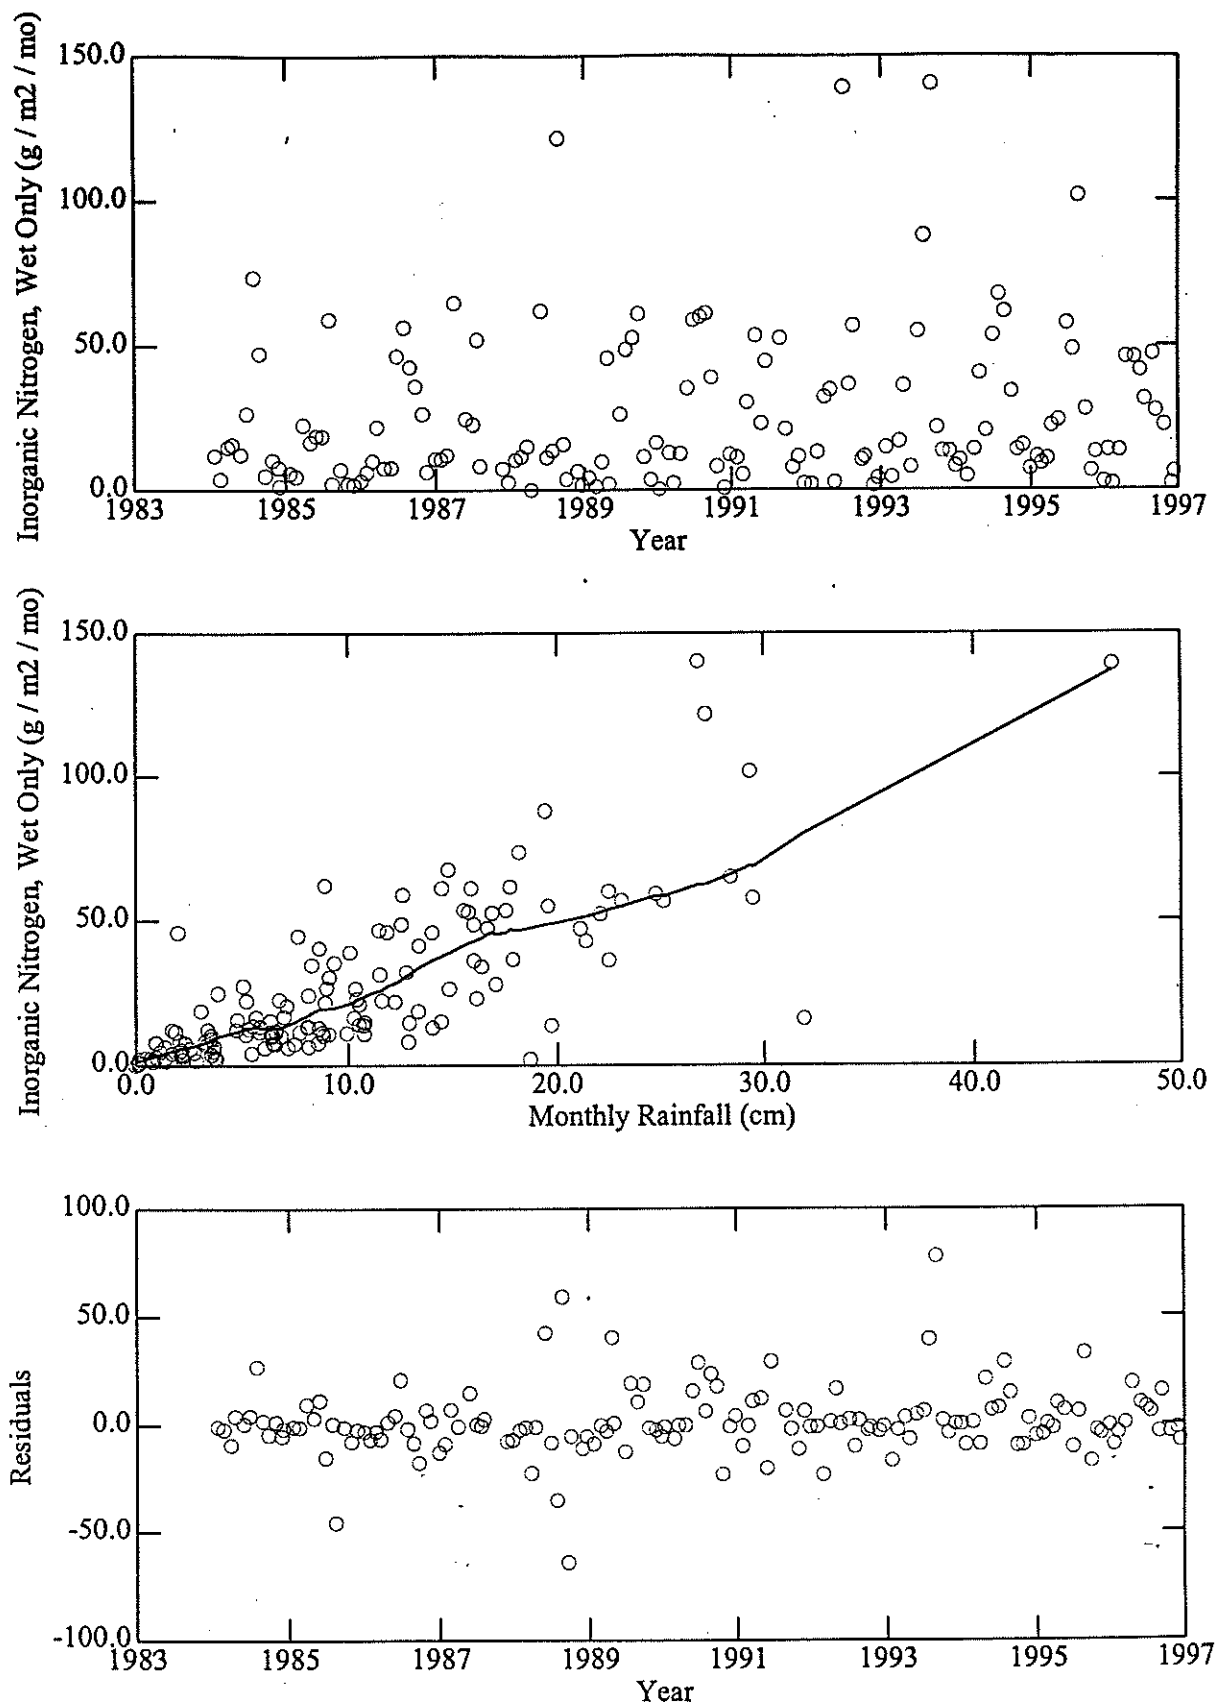 Inorganic Nitrogen, Wet Only (g / m2 / mo)
150.0
100.0
50.0
0.0
1983 1985 1987 1989 1991 1993 1995 1997
Year
Inorganic Nitrogen, Wet Only (g / m2 / mo)
150.0
100.0
50.0
0.0
0.0 10.0 20.0 30.0 40.0 50.0
Monthly Rainfall (cm)
Residuals
100.0
50.0
0.0
-50.0
-100.0
1983 1985 1987 1989 1991 1993 1995 1997
Year